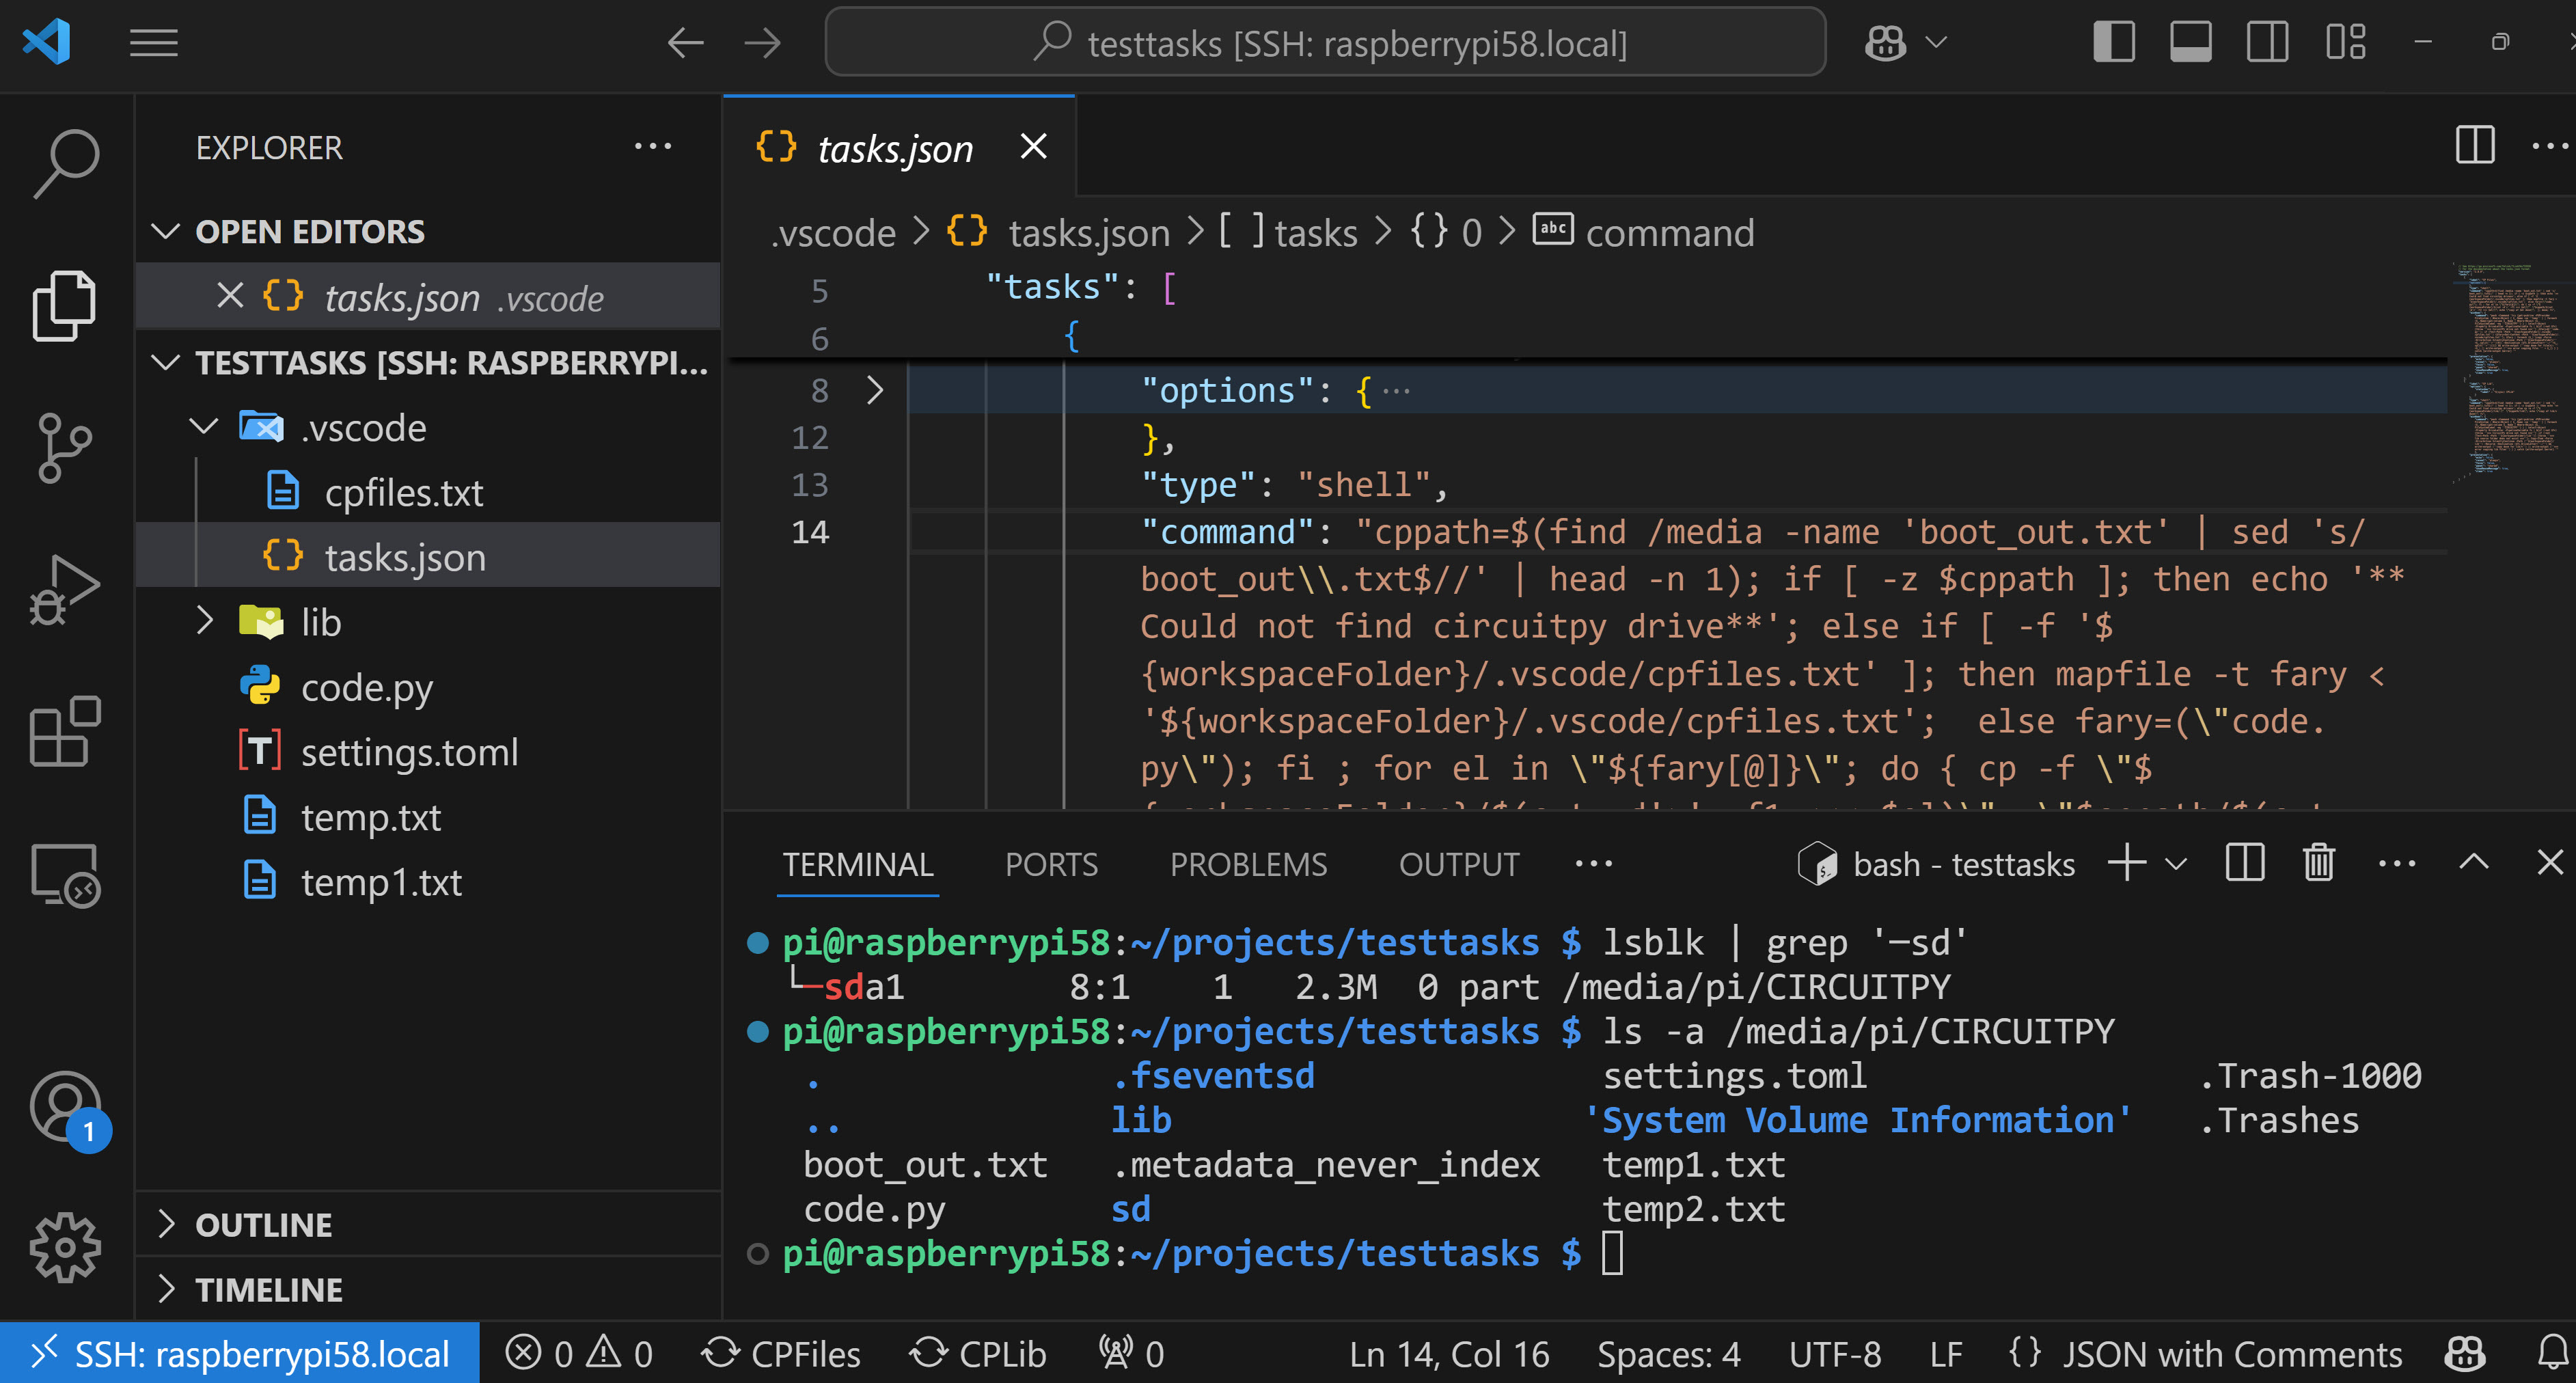 testtasks [SSH: raspberrypi58.local]
EXPLORER
OPEN EDITORS
tasks.json .vscode
TESTTASKS [SSH: RASPBERRYPI...
.vscode
cpfiles.txt
tasks.json
lib
code.py
settings.toml
temp.txt
temp1.txt
OUTLINE
TIMELINE
1
tasks.json
.vscode > {} tasks.json > [ ] tasks > {} 0 > abc command
5 "tasks": [
6 {
8 "options": { ...
12 },
13 "type": "shell",
14 "command": "cppath=$(find /media -name 'boot_out.txt' | sed 's/
boot_out\\.txt$//' | head -n 1); if [ -z $cppath ]; then echo '**
Could not find circuitpy drive**'; else if [ -f '$
{workspaceFolder}/.vscode/cpfiles.txt' ]; then mapfile -t fary <
'${workspaceFolder}/.vscode/cpfiles.txt';  else fary=(\"code.
py\"); fi ; for el in \"${fary[@]}\"; do { cp -f \"$
TERMINAL PORTS PROBLEMS OUTPUT ... bash - testtasks
pi@raspberrypi58:~/projects/testtasks $ lsblk | grep '─sd'
└─sda1 8:1 1 2.3M 0 part /media/pi/CIRCUITPY
pi@raspberrypi58:~/projects/testtasks $ ls -a /media/pi/CIRCUITPY
. .fseventsd settings.toml .Trash-1000
.. lib 'System Volume Information' .Trashes
boot_out.txt .metadata_never_index temp1.txt
code.py sd temp2.txt
pi@raspberrypi58:~/projects/testtasks $
SSH: raspberrypi58.local 0 0 CPFiles CPLib 0 Ln 14, Col 16 Spaces: 4 UTF-8 LF {} JSON with Comments